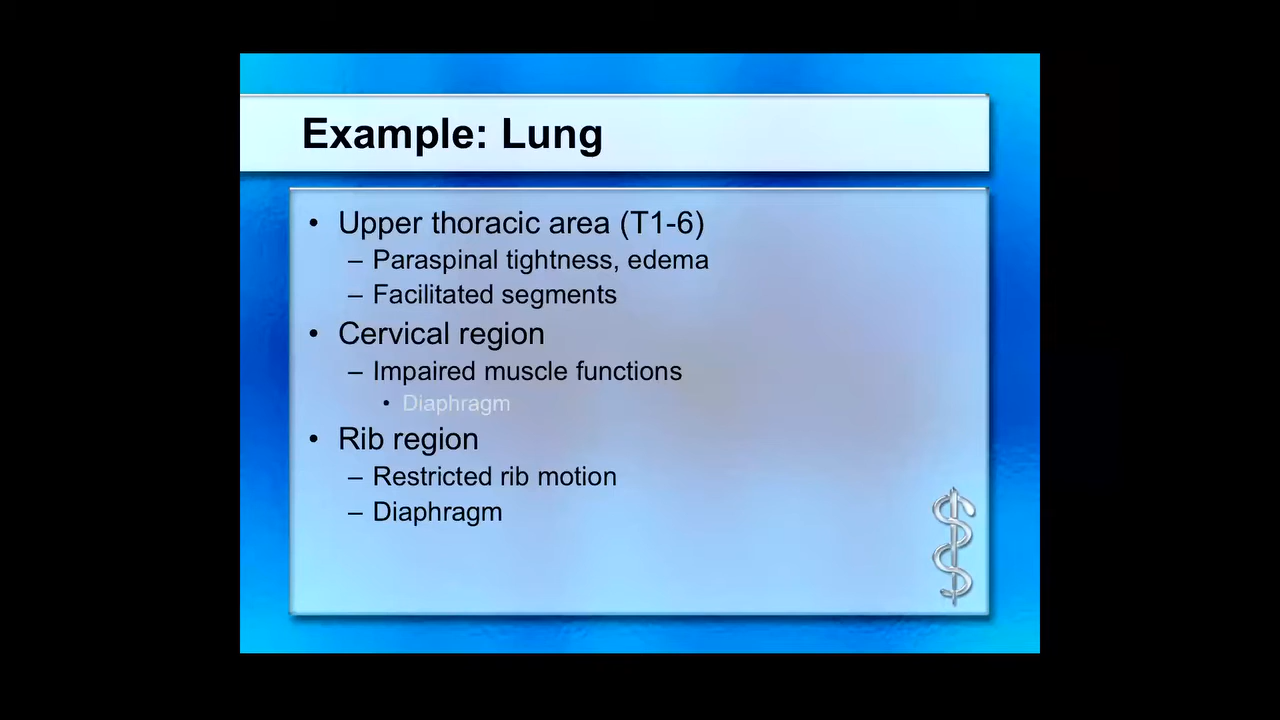 Example: Lung
• Upper thoracic area (T1-6)
– Paraspinal tightness, edema
– Facilitated segments
• Cervical region
– Impaired muscle functions
• Diaphragm
• Rib region
– Restricted rib motion
– Diaphragm